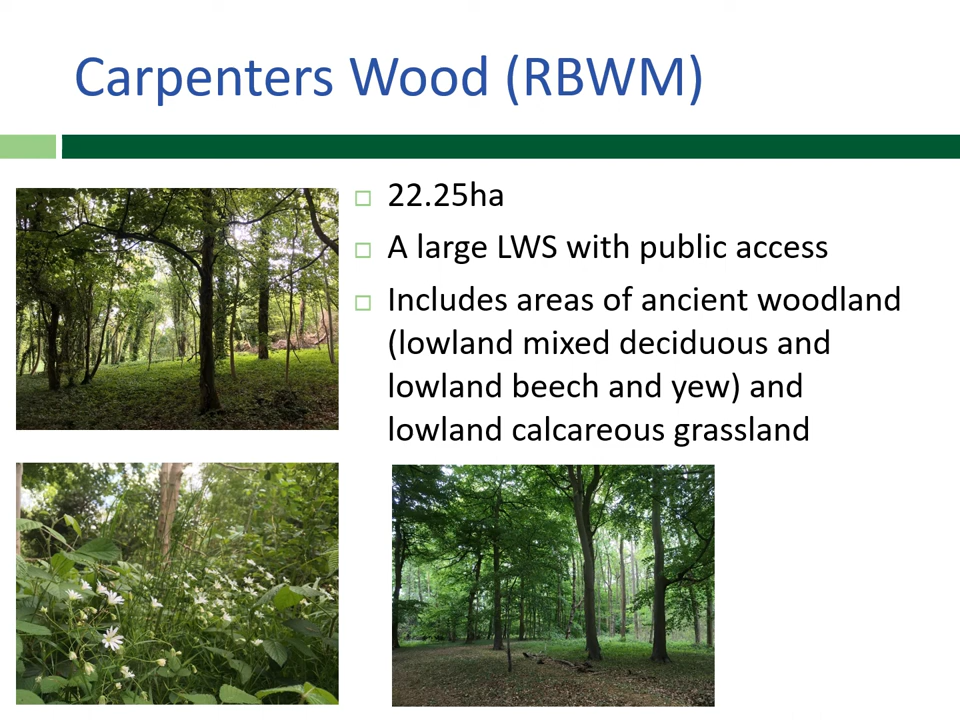 Carpenters Wood (RBWM)
22.25ha
A large LWS with public access
Includes areas of ancient woodland
(lowland mixed deciduous and
lowland beech and yew) and
lowland calcareous grassland